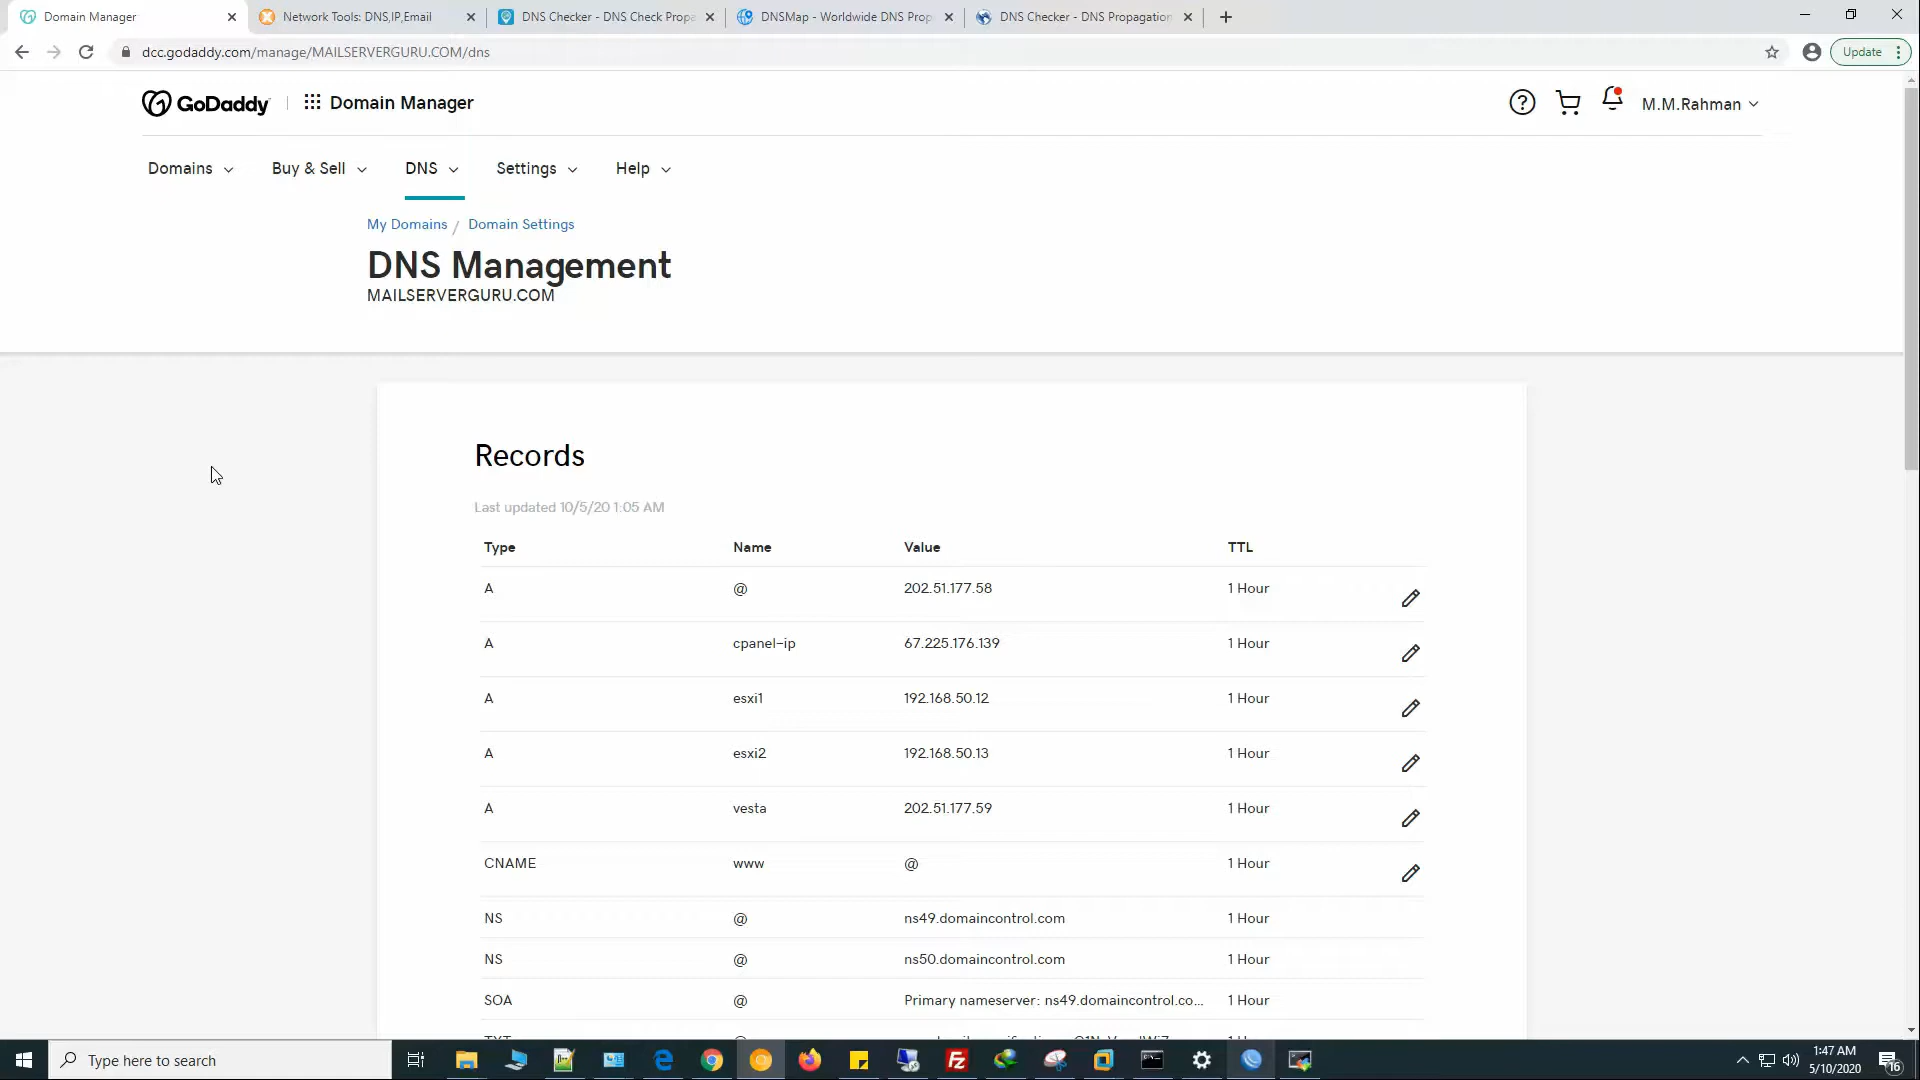 Domain Manager
Network Tools: DNS,IP,Email
DNS Checker - DNS Check Propa
DNSMap - Worldwide DNS Prop
DNS Checker - DNS Propagation
dcc.godaddy.com/manage/MAILSERVERGURU.COM/dns
Update
GoDaddy
Domain Manager
M.M.Rahman
Domains
Buy & Sell
DNS
Settings
Help
My Domains / Domain Settings
DNS Management
MAILSERVERGURU.COM
Records
Last updated 10/5/20 1:05 AM
Type Name Value TTL
A @ 202.51.177.58 1 Hour
A cpanel-ip 67.225.176.139 1 Hour
A esxi1 192.168.50.12 1 Hour
A esxi2 192.168.50.13 1 Hour
A vesta 202.51.177.59 1 Hour
CNAME www @ 1 Hour
NS @ ns49.domaincontrol.com 1 Hour
NS @ ns50.domaincontrol.com 1 Hour
SOA @ Primary nameserver: ns49.domaincontrol.co... 1 Hour
Type here to search
1:47 AM
5/10/2020
16